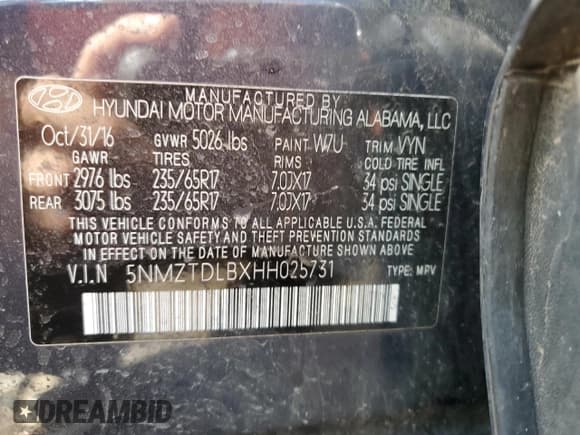 MANUFACTURED BY
HYUNDAI MOTOR MANUFACTURING ALABAMA, LLC
Oct/31/16 GVWR 5026 lbs PAINT W7U TRIM VYN
GAWR TIRES RIMS COLD TIRE INFL
FRONT 2976 lbs 235/65R17 7.0JX17 34 psi SINGLE
REAR 3075 lbs 235/65R17 7.0JX17 34 psi SINGLE
THIS VEHICLE CONFORMS TO ALL APPLICABLE U.S.A. FEDERAL
MOTOR VEHICLE SAFETY AND THEFT PREVENTION STANDARDS
IN EFFECT ON THE DATE OF MANUFACTURE SHOWN ABOVE.
V.I.N 5NMZTDLBXHH025731 TYPE: MPV
DREAMBID